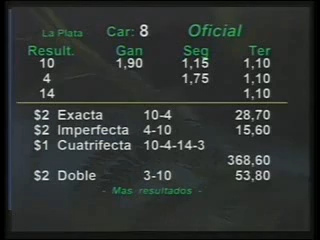 La Plata Car: 8 Oficial
Result. Gan Seg Ter
10 1,90 1,15 1,10
4 1,75 1,10
14 1,10
$2 Exacta 10-4 28,70
$2 Imperfecta 4-10 15,60
$1 Cuatrifecta 10-4-14-3
368,60
$2 Doble 3-10 53,80
- Mas resultados -